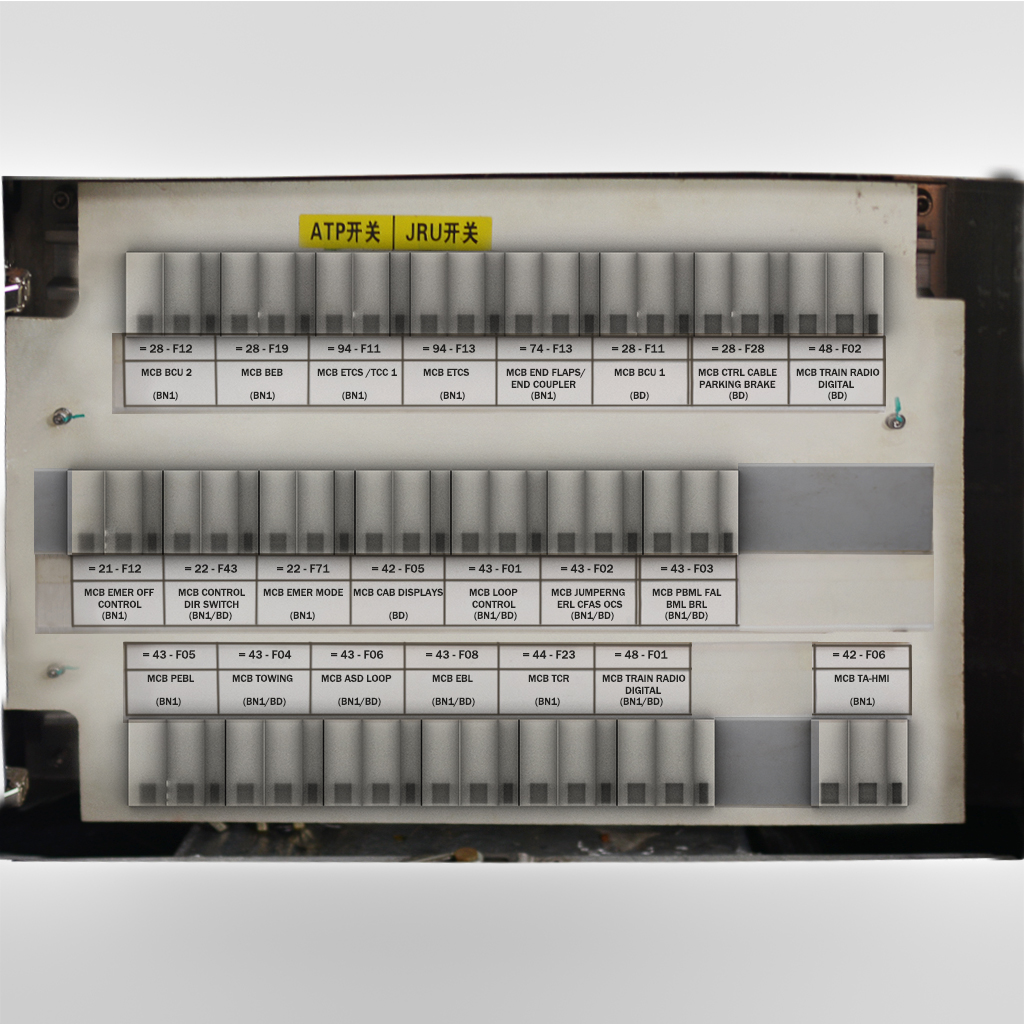 ATP开关 JRU开关
= 28 - F12 = 28 - F19 = 94 - F11 = 94 - F13 = 74 - F13 = 28 - F11 = 28 - F28 = 48 - F02
MCB BCU 2 MCB BEB MCB ETCS /TCC 1 MCB ETCS MCB END FLAPS/ MCB BCU 1 MCB CTRL CABLE MCB TRAIN RADIO
END COUPLER PARKING BRAKE DIGITAL
(BN1) (BN1) (BN1) (BN1) (BN1) (BD) (BD) (BD)
= 21 - F12 = 22 - F43 = 22 - F71 = 42 - F05 = 43 - F01 = 43 - F02 = 43 - F03
MCB EMER OFF MCB CONTROL MCB EMER MODE MCB CAB DISPLAYS MCB LOOP MCB JUMPERNG MCB PBML FAL
CONTROL DIR SWITCH CONTROL ERL CFAS OCS BML BRL
(BN1) (BN1/BD) (BN1) (BD) (BN1/BD) (BN1/BD) (BN1/BD)
= 43 - F05 = 43 - F04 = 43 - F06 = 43 - F08 = 44 - F23 = 48 - F01 = 42 - F06
MCB PEBL MCB TOWING MCB ASD LOOP MCB EBL MCB TCR MCB TRAIN RADIO MCB TA-HMI
DIGITAL
(BN1) (BN1/BD) (BN1/BD) (BN1/BD) (BN1) (BN1/BD) (BN1)